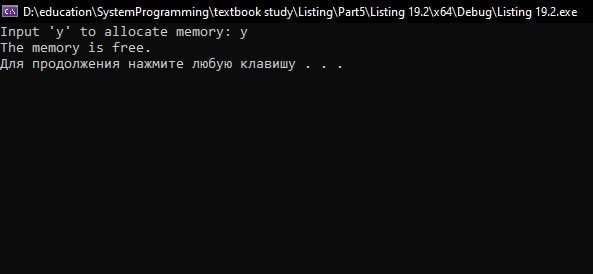 D:\education\SystemProgramming\textbook study\Listing\Part5\Listing 19.2\x64\Debug\Listing 19.2.exe
Input 'y' to allocate memory: y
The memory is free.
Для продолжения нажмите любую клавишу . . .